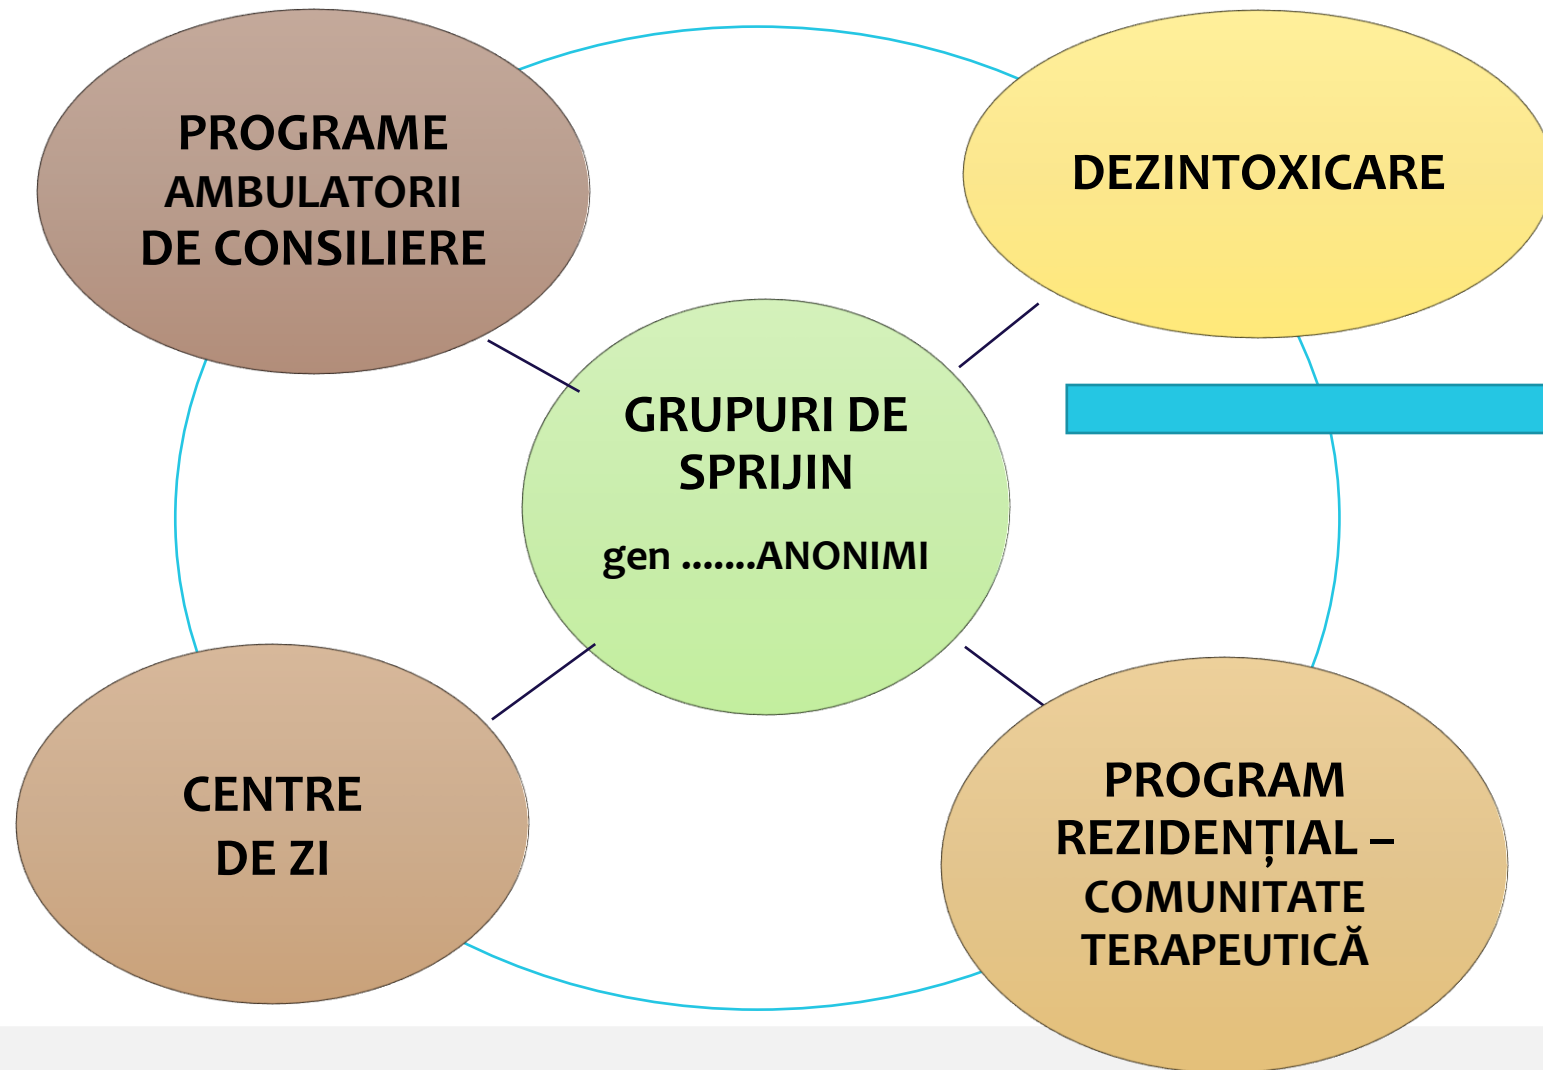 PROGRAME
AMBULATORII
DE CONSILIERE
DEZINTOXICARE
GRUPURI DE
SPRIJIN
gen .......ANONIMI
CENTRE
DE ZI
PROGRAM
REZIDENȚIAL –
COMUNITATE
TERAPEUTICĂ